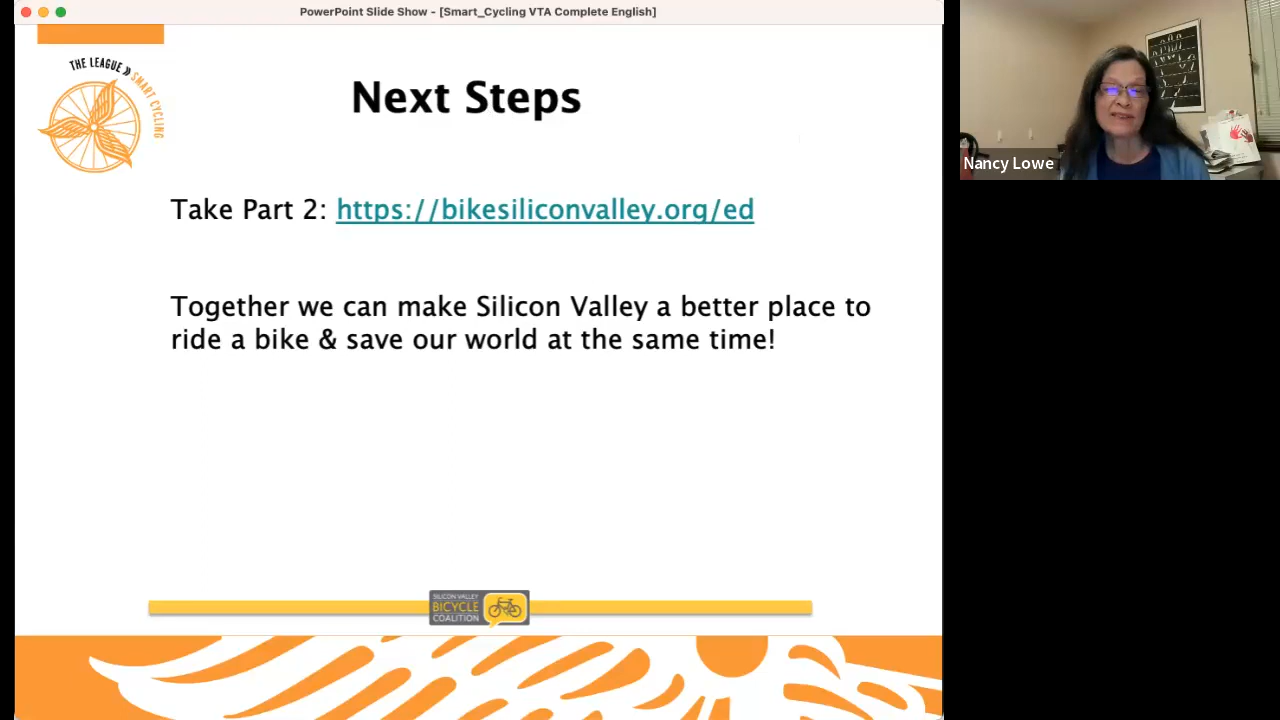 PowerPoint Slide Show - [Smart_Cycling VTA Complete English]
THE LEAGUE
SMART CYCLING
Next Steps
Nancy Lowe
Take Part 2: https://bikesiliconvalley.org/ed
Together we can make Silicon Valley a better place to
ride a bike & save our world at the same time!
SILICON VALLEY
BICYCLE
COALITION